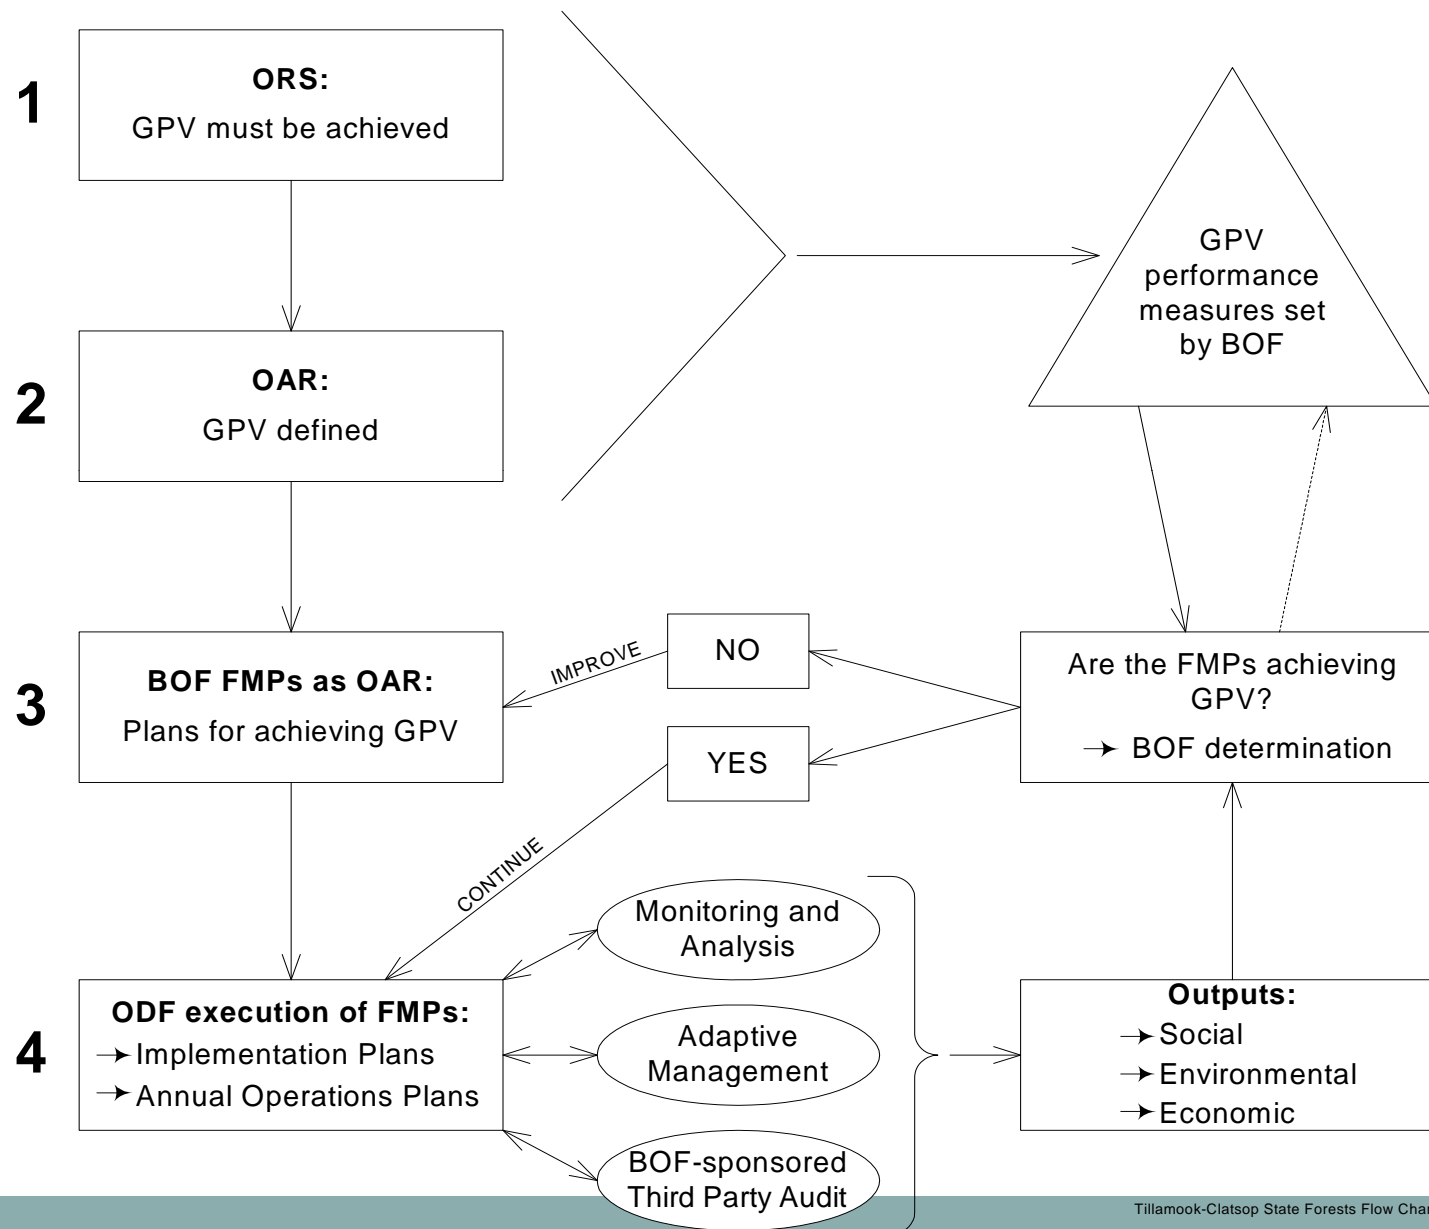 1
ORS:
GPV must be achieved
2
OAR:
GPV defined
GPV
performance
measures set
by BOF
3
BOF FMPs as OAR:
Plans for achieving GPV
IMPROVE
NO
YES
CONTINUE
Are the FMPs achieving
GPV?
→ BOF determination
4
ODF execution of FMPs:
→ Implementation Plans
→ Annual Operations Plans
Monitoring and
Analysis
Adaptive
Management
BOF-sponsored
Third Party Audit
Outputs:
→ Social
→ Environmental
→ Economic
Tillamook-Clatsop State Forests Flow Char